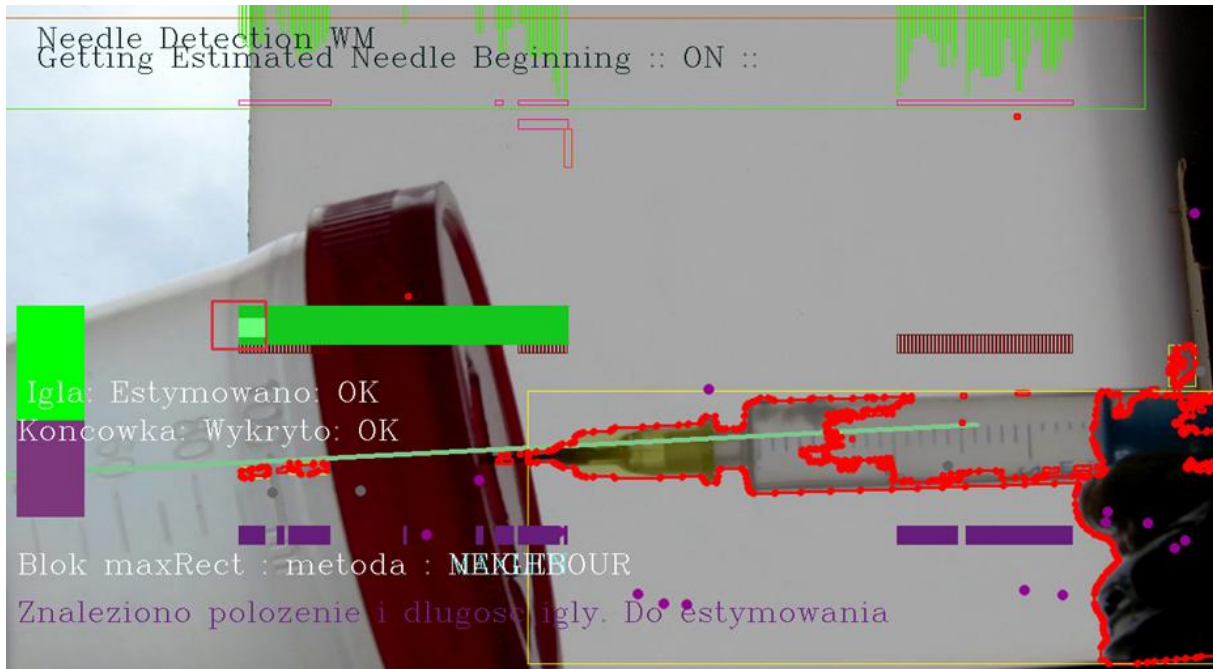 Needle Detection WM
Getting Estimated Needle Beginning :: ON ::
Igla: Estymowano: OK
Koncowka: Wykryto: OK
Blok maxRect : metoda : NEIGHBOUR
Znaleziono polozenie i dlugosc igly. Do estymowania